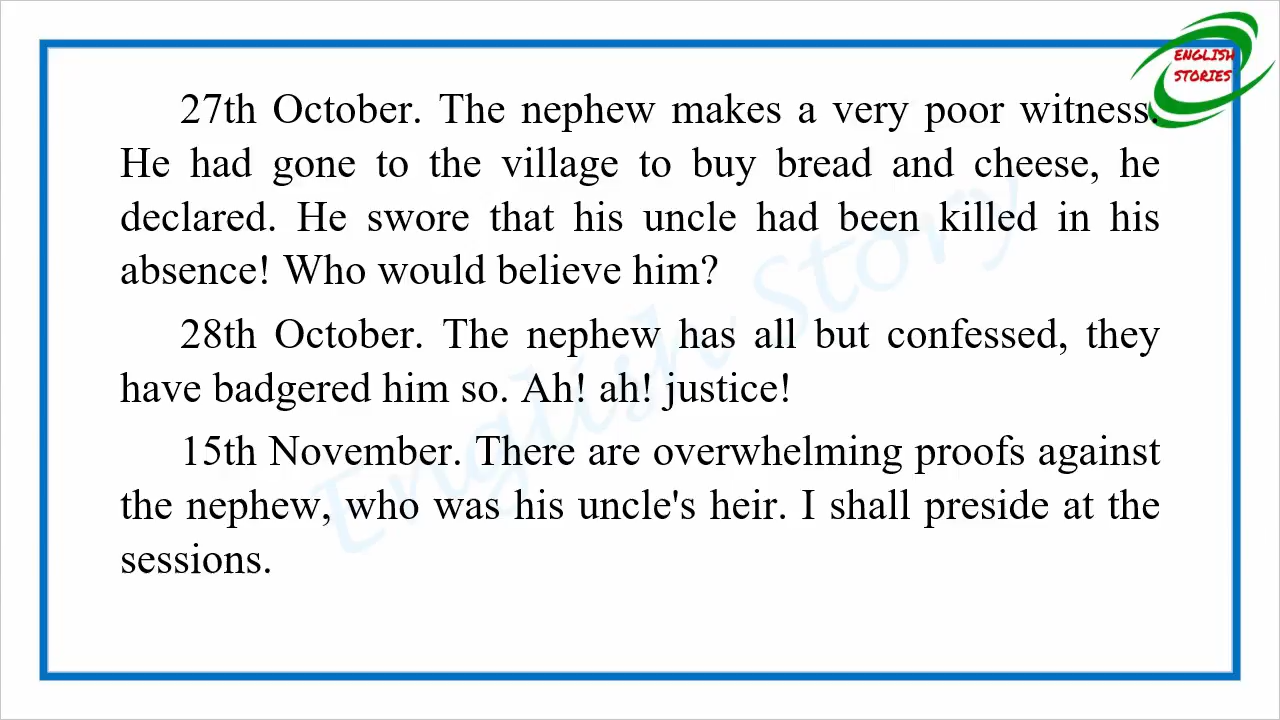 ENGLISH
STORIES
27th October. The nephew makes a very poor witness.
He had gone to the village to buy bread and cheese, he
declared. He swore that his uncle had been killed in his
absence! Who would believe him?
28th October. The nephew has all but confessed, they
have badgered him so. Ah! ah! justice!
15th November. There are overwhelming proofs against
the nephew, who was his uncle's heir. I shall preside at the
sessions.
English Story